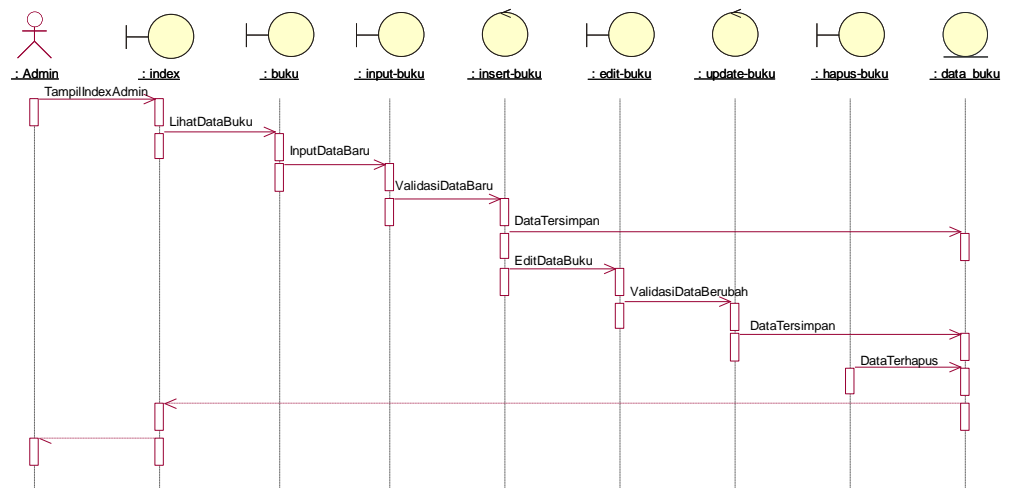 : Admin
: index
: buku
: input-buku
: insert-buku
: edit-buku
: update-buku
: hapus-buku
: data_buku
TampilIndexAdmin
LihatDataBuku
InputDataBaru
ValidasiDataBaru
DataTersimpan
EditDataBuku
ValidasiDataBerubah
DataTersimpan
DataTerhapus